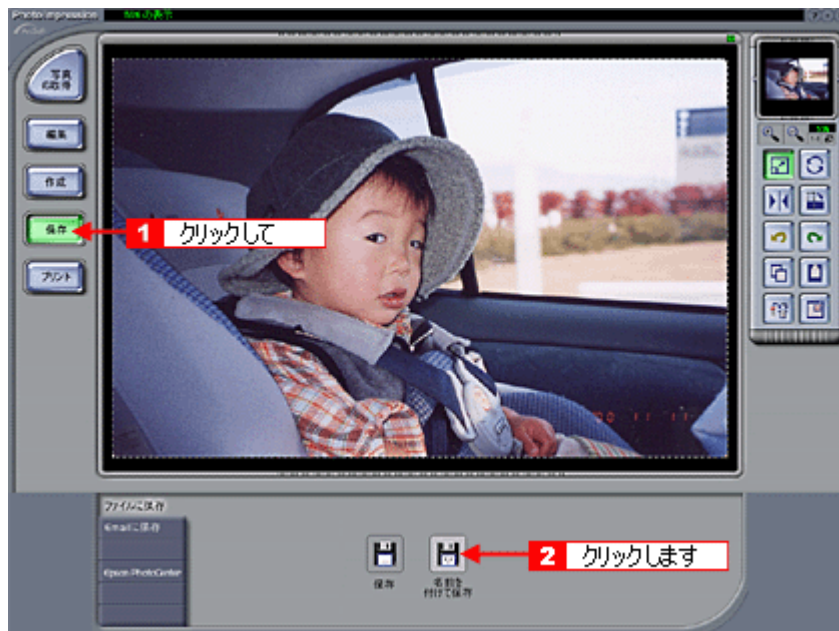 PhotoImpression
写真
の取得
編集
作成
保存
プリント
1 クリックして
ファイルに保存
Emailに保存
Epson PhotoCenter
保存
名前を
付けて保存
2 クリックします